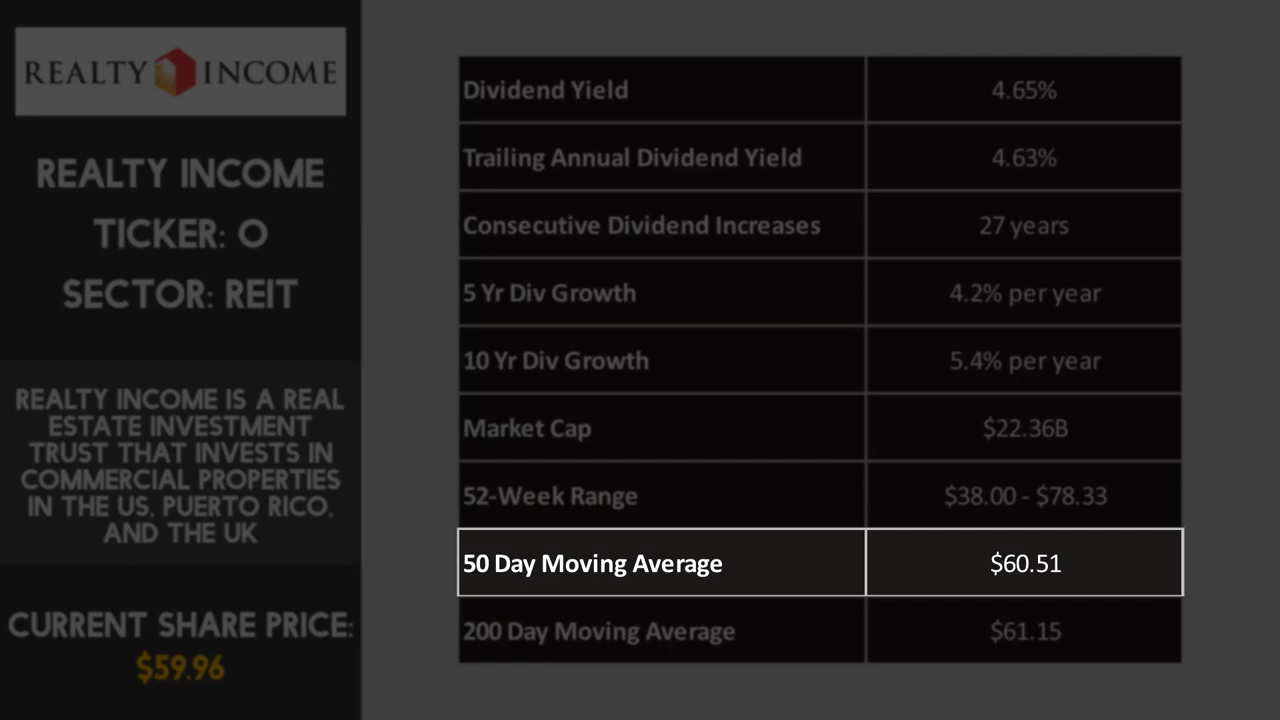 REALTY INCOME
REALTY INCOME
TICKER: O
SECTOR: REIT
REALTY INCOME IS A REAL
ESTATE INVESTMENT
TRUST THAT INVESTS IN
COMMERCIAL PROPERTIES
IN THE US, PUERTO RICO,
AND THE UK
CURRENT SHARE PRICE:
$59.96
Dividend Yield 4.65%
Trailing Annual Dividend Yield 4.63%
Consecutive Dividend Increases 27 years
5 Yr Div Growth 4.2% per year
10 Yr Div Growth 5.4% per year
Market Cap $22.36B
52-Week Range $38.00 - $78.33
50 Day Moving Average $60.51
200 Day Moving Average $61.15